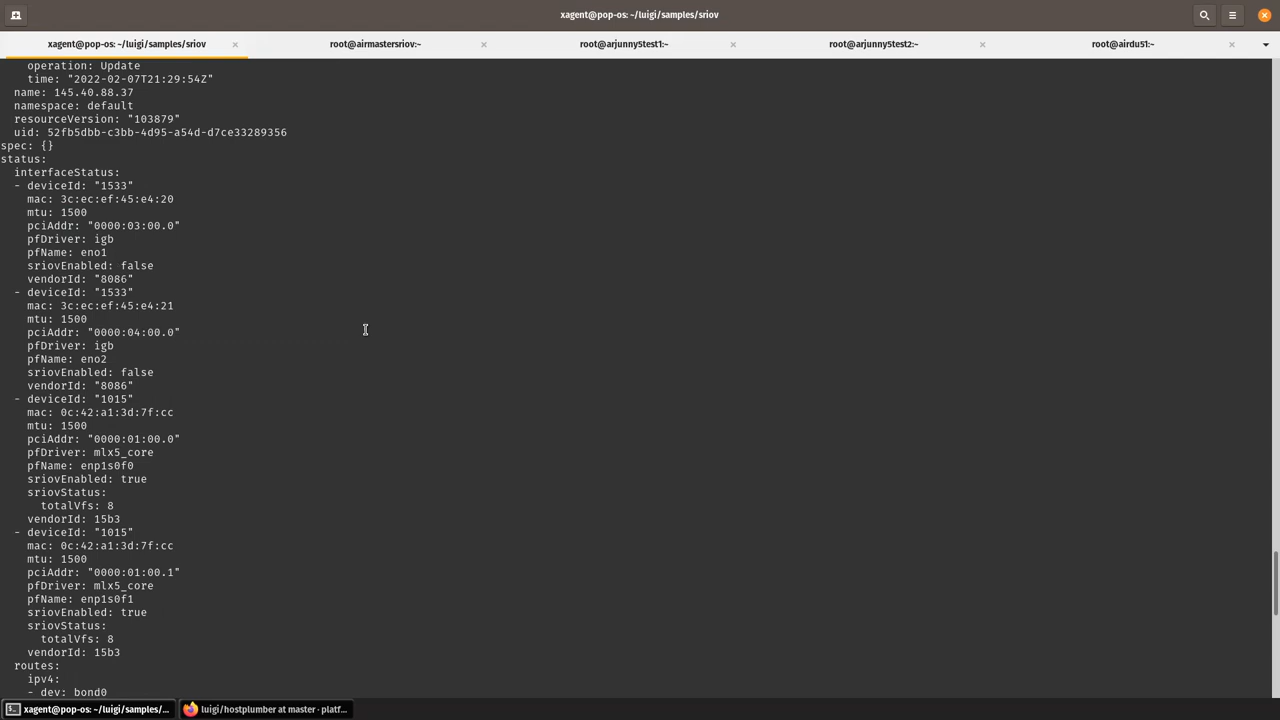 xagent@pop-os: ~/luigi/samples/sriov
xagent@pop-os: ~/luigi/samples/sriov × root@airmastersriov:~ × root@arjunny5test1:~ × root@arjunny5test2:~ × root@airdu51:~ ×
operation: Update
time: "2022-02-07T21:29:54Z"
name: 145.40.88.37
namespace: default
resourceVersion: "103879"
uid: 52fb5dbb-c3bb-4d95-a54d-d7ce33289356
spec: {}
status:
interfaceStatus:
- deviceId: "1533"
mac: 3c:ec:ef:45:e4:20
mtu: 1500
pciAddr: "0000:03:00.0"
pfDriver: igb
pfName: eno1
sriovEnabled: false
vendorId: "8086"
- deviceId: "1533"
mac: 3c:ec:ef:45:e4:21
mtu: 1500
pciAddr: "0000:04:00.0"
pfDriver: igb
pfName: eno2
sriovEnabled: false
vendorId: "8086"
- deviceId: "1015"
mac: 0c:42:a1:3d:7f:cc
mtu: 1500
pciAddr: "0000:01:00.0"
pfDriver: mlx5_core
pfName: enp1s0f0
sriovEnabled: true
sriovStatus:
totalVfs: 8
vendorId: 15b3
- deviceId: "1015"
mac: 0c:42:a1:3d:7f:cc
mtu: 1500
pciAddr: "0000:01:00.1"
pfDriver: mlx5_core
pfName: enp1s0f1
sriovEnabled: true
sriovStatus:
totalVfs: 8
vendorId: 15b3
routes:
ipv4:
- dev: bond0
xagent@pop-os: ~/luigi/samples/... luigi/hostplumber at master · platf...